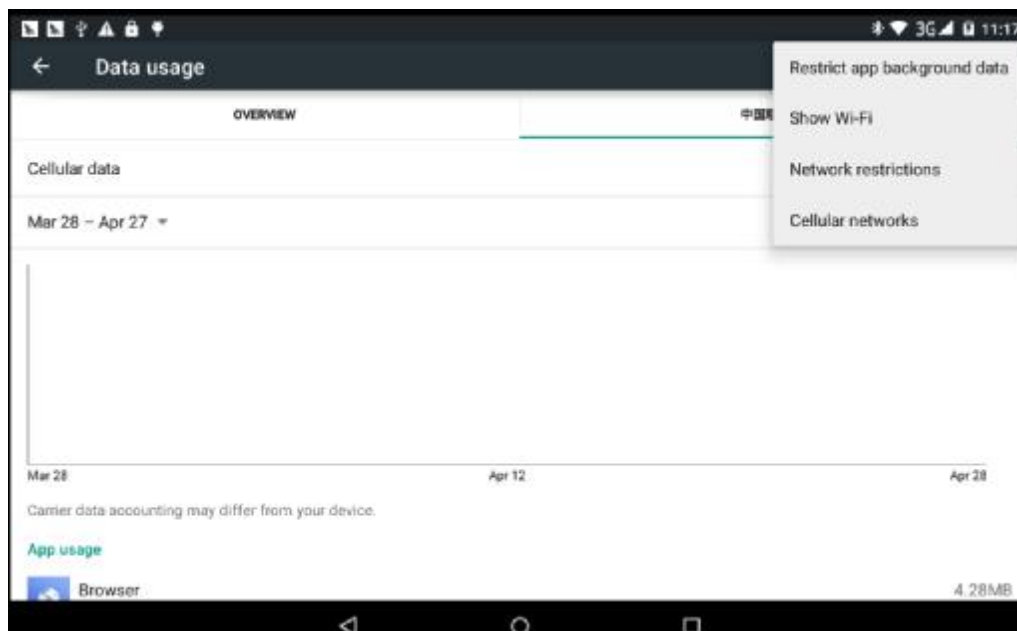 3G 11:17
Data usage
Restrict app background data
Show Wi-Fi
Network restrictions
Cellular networks
OVERVIEW
中国
Cellular data
Mar 28 – Apr 27
Mar 28
Apr 12
Apr 28
Carrier data accounting may differ from your device.
App usage
Browser
4.28MB